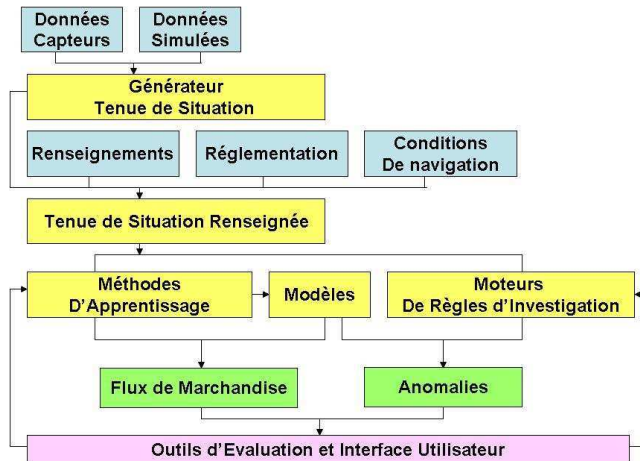 Données
Capteurs
Données
Simulées
Générateur
Tenue de Situation
Renseignements
Réglementation
Conditions
De navigation
Tenue de Situation Renseignée
Méthodes
D'Apprentissage
Modèles
Moteurs
De Règles d'Investigation
Flux de Marchandise
Anomalies
Outils d'Evaluation et Interface Utilisateur